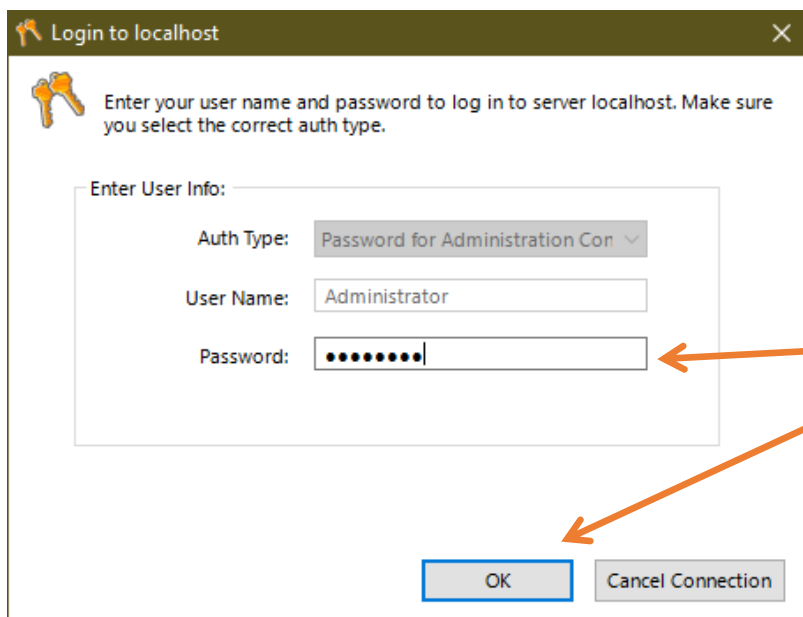 Login to localhost
Enter your user name and password to log in to server localhost. Make sure
you select the correct auth type.
Enter User Info:
Auth Type: Password for Administration Con
User Name: Administrator
Password: ●●●●●●●●
OK Cancel Connection